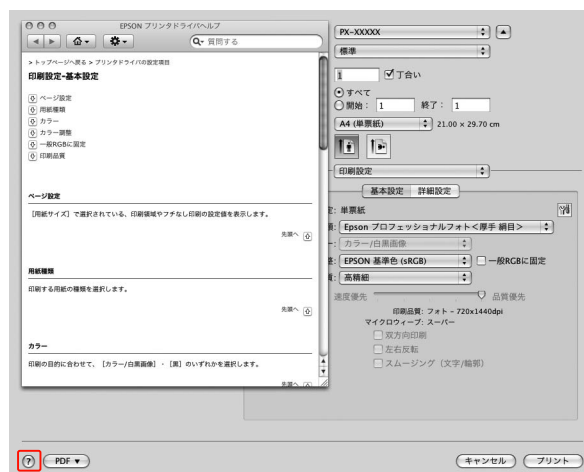 EPSON プリンタドライバヘルプ
質問する
> トップページへ戻る > プリンタドライバの設定項目
印刷設定-基本設定
ページ設定
用紙種類
カラー
カラー調整
一般RGBに固定
印刷品質
ページ設定
[用紙サイズ] で選択されている、印刷領域やフチなし印刷の設定値を表示します。
先頭へ
用紙種類
印刷する用紙の種類を選択します。
先頭へ
カラー
印刷の目的に合わせて、[カラー/白黒画像]・[黒] のいずれかを選択します。
先頭へ
PX-XXXXX
標準
1 丁合い
すべて
開始: 1 終了: 1
A4 (単票紙) 21.00 × 29.70 cm
印刷設定
基本設定 詳細設定
定: 単票紙
類: Epson プロフェッショナルフォト<厚手 絹目>
ー: カラー/白黒画像
整: EPSON 基準色 (sRGB) 一般RGBに固定
質: 高精細
速度優先 品質優先
印刷品質: フォト - 720x1440dpi
マイクロウィーブ: スーパー
双方向印刷
左右反転
スムージング (文字/輪郭)
? PDF▼ キャンセル プリント